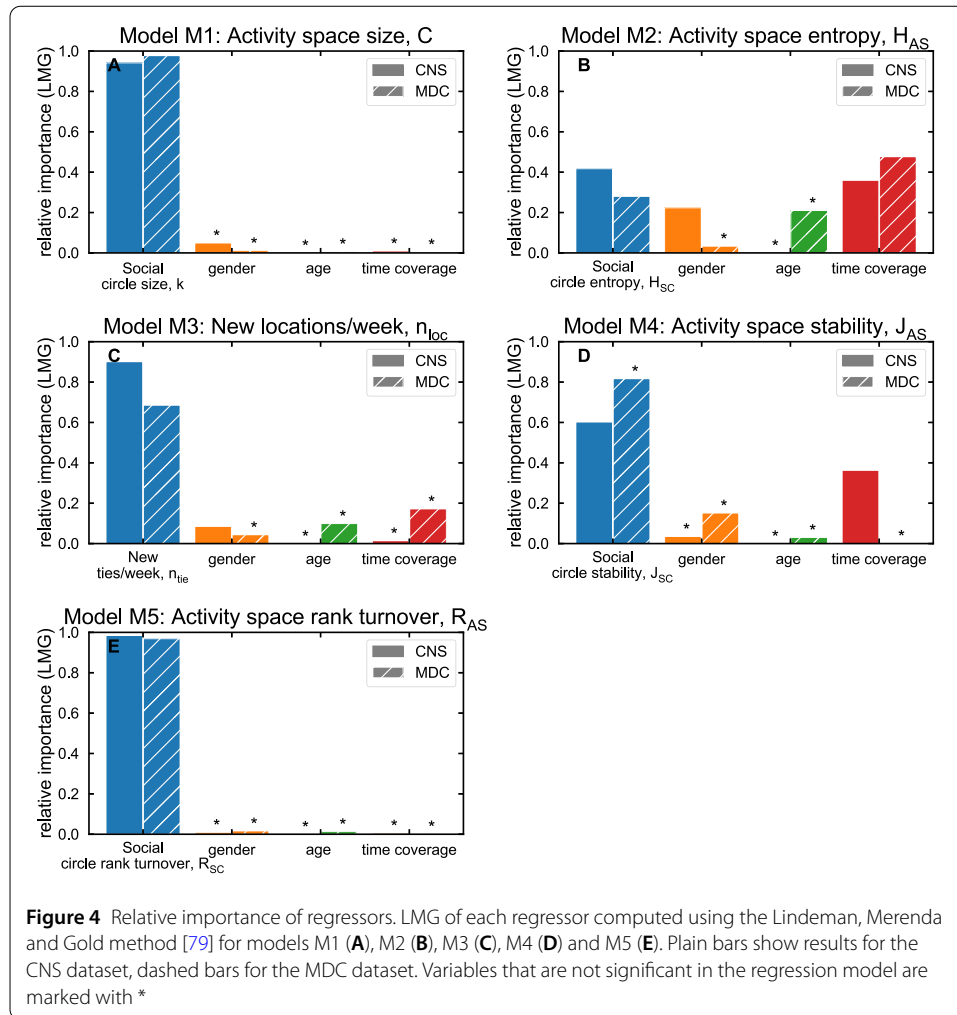 Model M1: Activity space size, C
relative importance (LMG)
1.0
0.8
0.6
0.4
0.2
0.0
A
CNS
MDC
* * * * * *
Social
circle size, k
gender
age
time coverage
Model M2: Activity space entropy, H_AS
relative importance (LMG)
1.0
0.8
0.6
0.4
0.2
0.0
B
CNS
MDC
* * *
Social
circle entropy, H_SC
gender
age
time coverage
Model M3: New locations/week, n_loc
relative importance (LMG)
1.0
0.8
0.6
0.4
0.2
0.0
C
CNS
MDC
* * * * *
New
ties/week, n_tie
gender
age
time coverage
Model M4: Activity space stability, J_AS
relative importance (LMG)
1.0
0.8
0.6
0.4
0.2
0.0
D
CNS
MDC
* * * * * *
Social
circle stability, J_SC
gender
age
time coverage
Model M5: Activity space rank turnover, R_AS
relative importance (LMG)
1.0
0.8
0.6
0.4
0.2
0.0
E
CNS
MDC
* * * * * *
Social
circle rank turnover, R_SC
gender
age
time coverage
Figure 4 Relative importance of regressors. LMG of each regressor computed using the Lindeman, Merenda
and Gold method [79] for models M1 (A), M2 (B), M3 (C), M4 (D) and M5 (E). Plain bars show results for the
CNS dataset, dashed bars for the MDC dataset. Variables that are not significant in the regression model are
marked with *